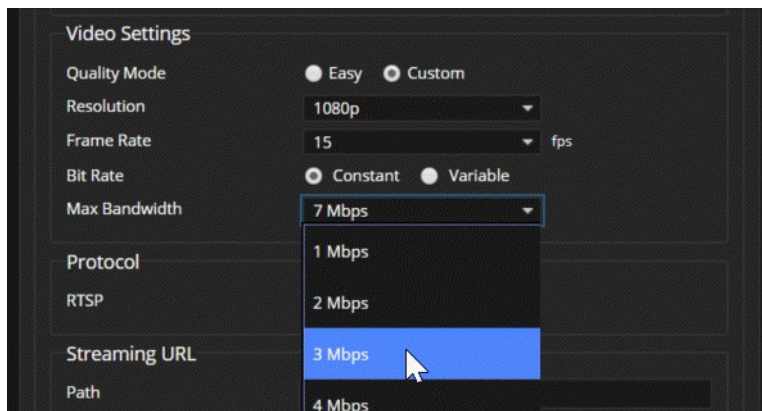 Video Settings
Quality Mode Easy Custom
Resolution 1080p
Frame Rate 15 fps
Bit Rate Constant Variable
Max Bandwidth 7 Mbps
1 Mbps
Protocol
RTSP 2 Mbps
Streaming URL 3 Mbps
Path 4 Mbps